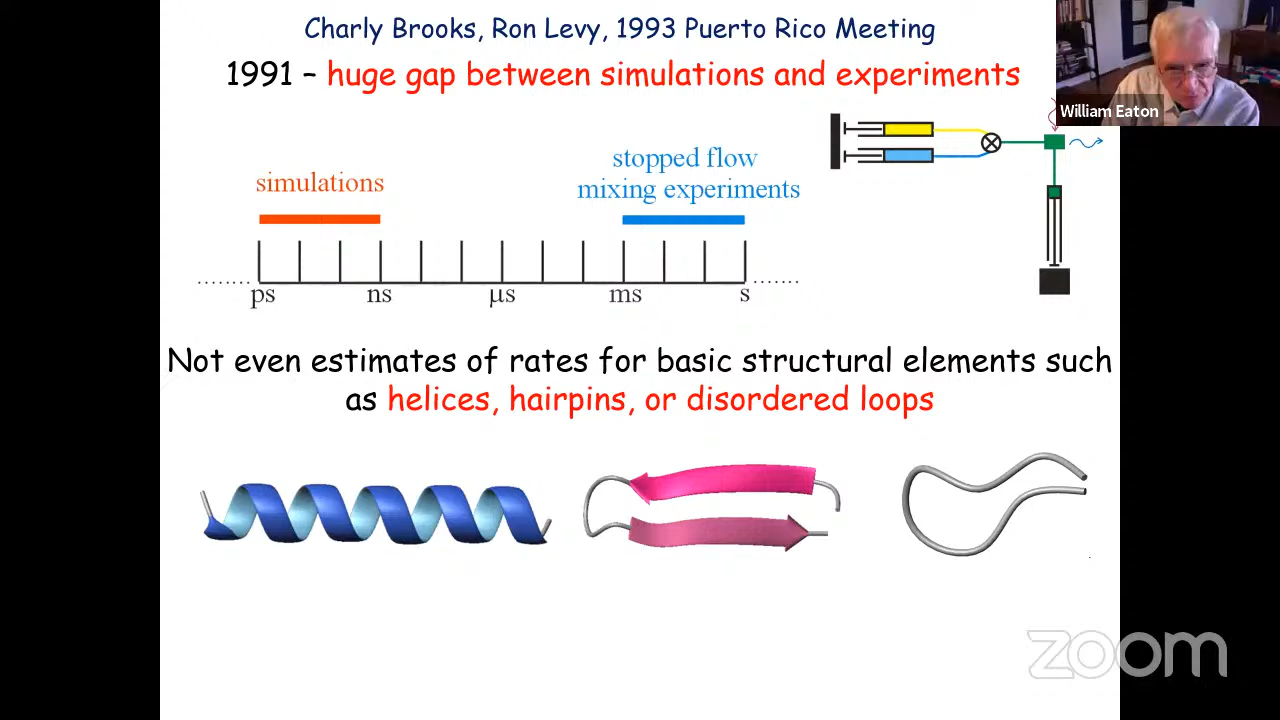 Charly Brooks, Ron Levy, 1993 Puerto Rico Meeting
1991 – huge gap between simulations and experiments
William Eaton
simulations
stopped flow
mixing experiments
ps ns μs ms s
Not even estimates of rates for basic structural elements such
as helices, hairpins, or disordered loops
zoom